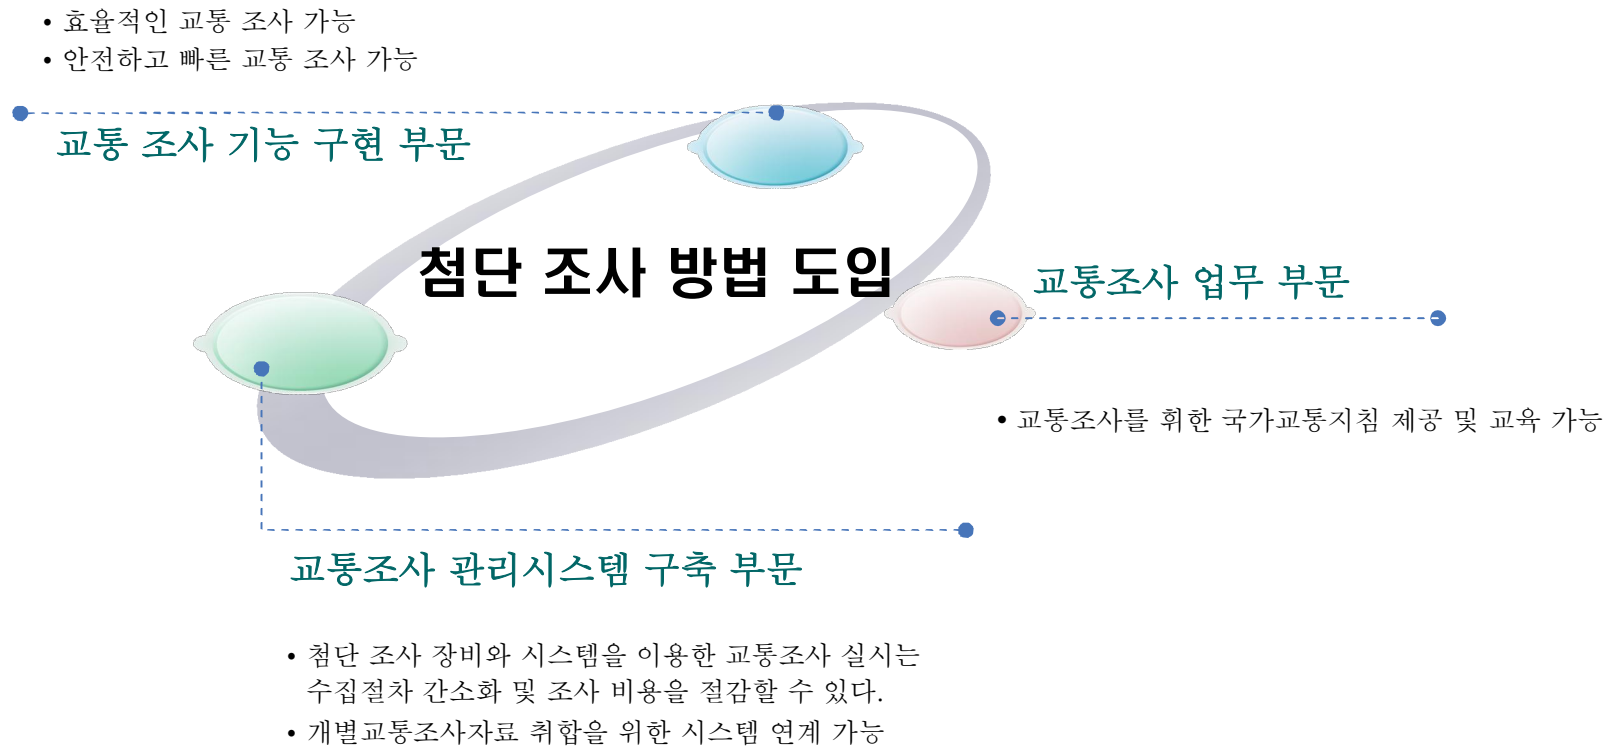 • 효율적인 교통 조사 가능
• 안전하고 빠른 교통 조사 가능
교통 조사 기능 구현 부문
첨단 조사 방법 도입
교통조사 업무 부문
• 교통조사를 휘한 국가교통지침 제공 및 교육 가능
교통조사 관리시스템 구축 부문
• 첨단 조사 장비와 시스템을 이용한 교통조사 실시는
수집절차 간소화 및 조사 비용을 절감할 수 있다.
• 개별교통조사자료 취합을 위한 시스템 연계 가능